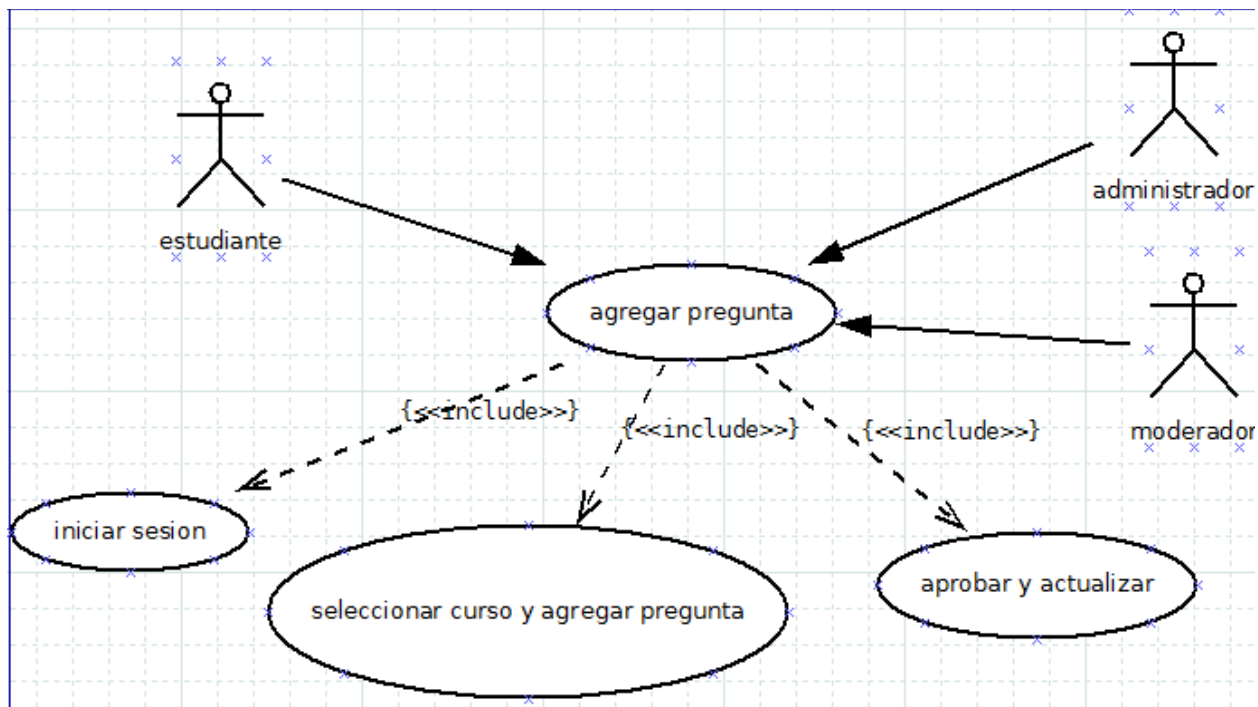 administrador
estudiante
agregar pregunta
{<<include>>}
{<<include>>}
{<<include>>}
moderador
iniciar sesion
seleccionar curso y agregar pregunta
aprobar y actualizar